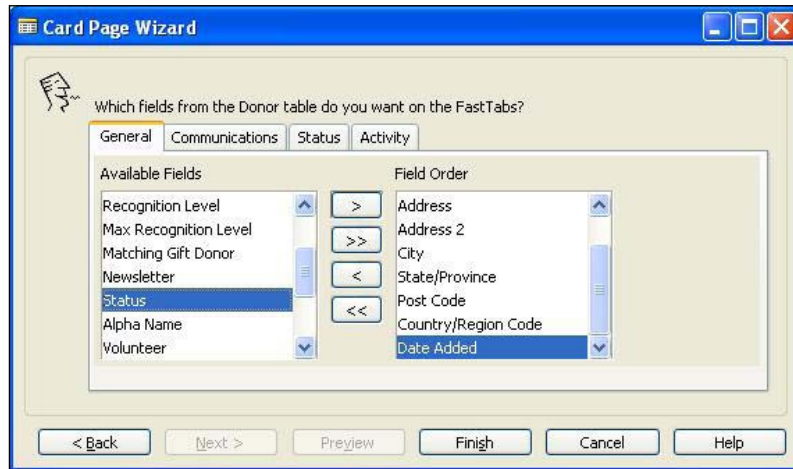 Card Page Wizard
Which fields from the Donor table do you want on the FastTabs?
General Communications Status Activity
Available Fields
Recognition Level
Max Recognition Level
Matching Gift Donor
Newsletter
Status
Alpha Name
Volunteer
>
>>
<
<<
Field Order
Address
Address 2
City
State/Province
Post Code
Country/Region Code
Date Added
< Back Next > Preview Finish Cancel Help